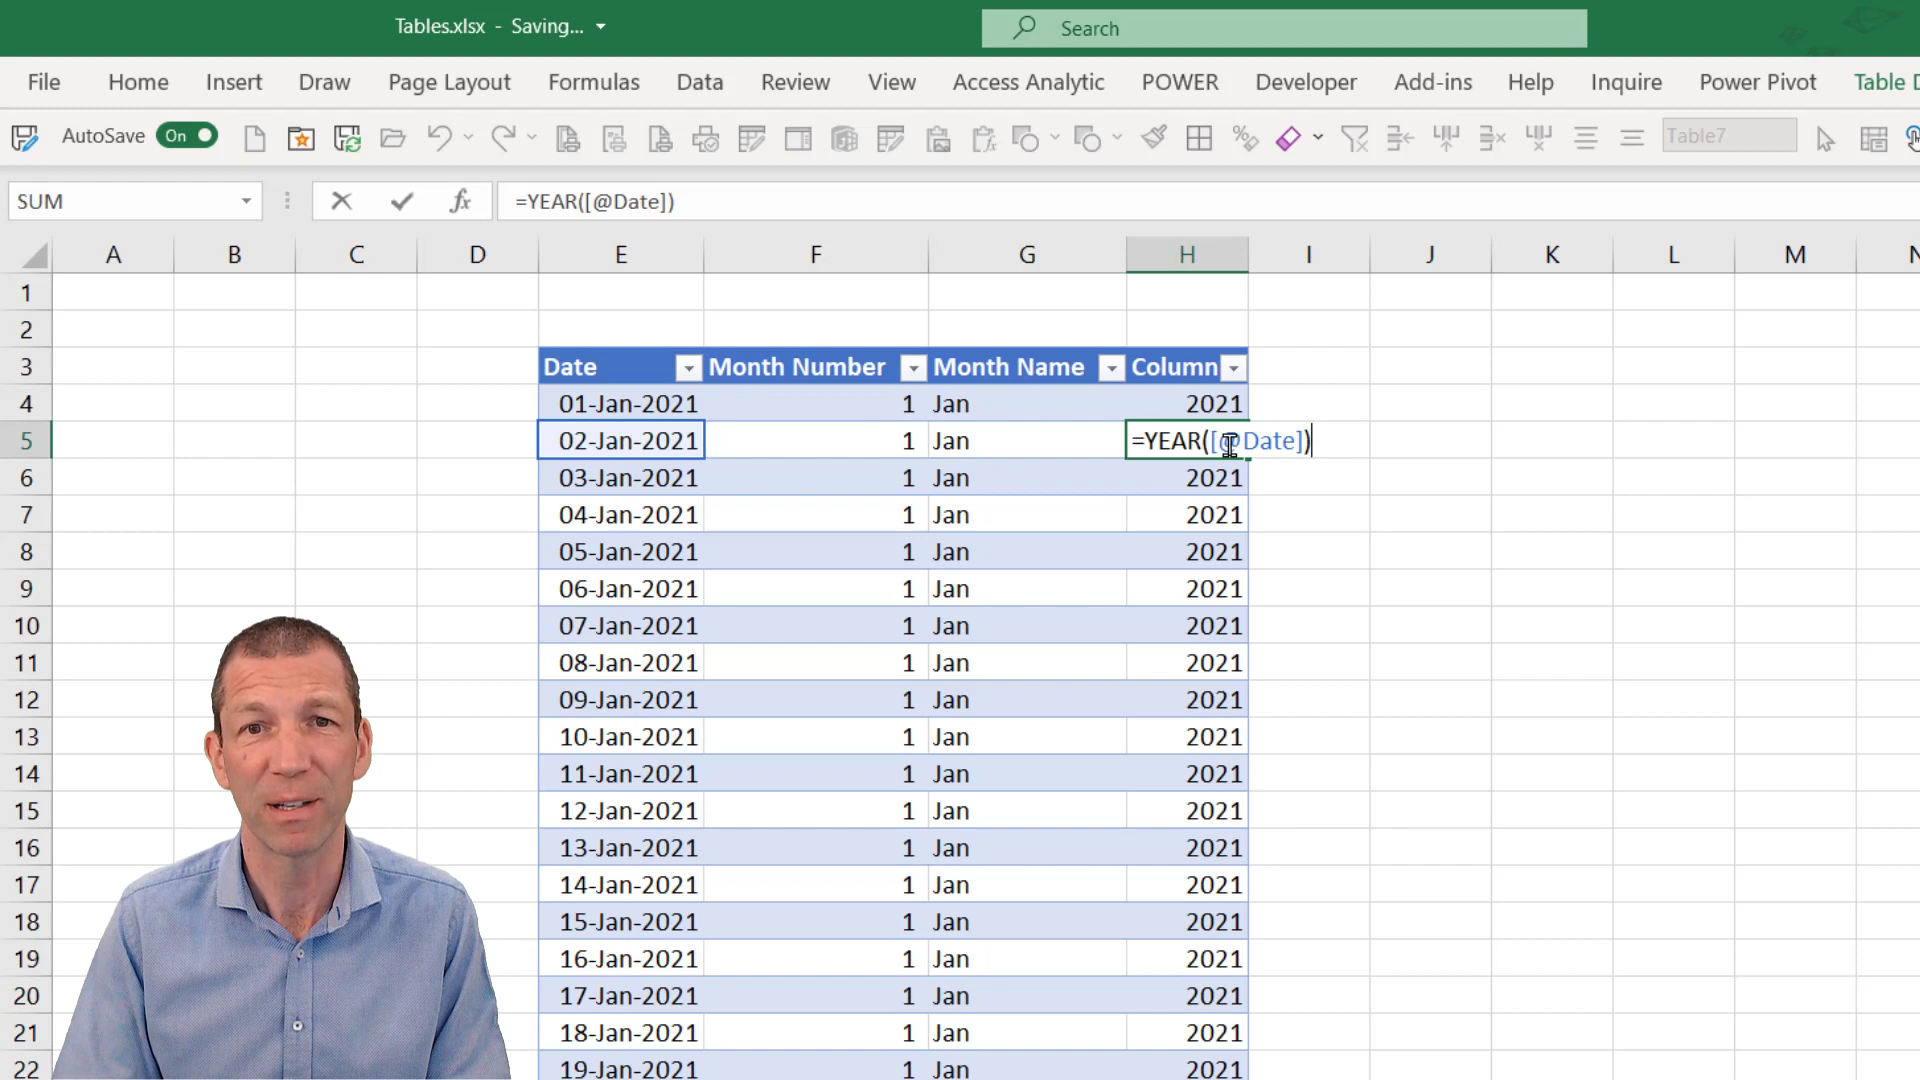 Tables.xlsx - Saving...
Search
File Home Insert Draw Page Layout Formulas Data Review View Access Analytic POWER Developer Add-ins Help Inquire Power Pivot Table D
AutoSave On Table7
SUM fx =YEAR([@Date])
A B C D E F G H I J K L M N
1
2
3 Date Month Number Month Name Column
4 01-Jan-2021 1 Jan 2021
5 02-Jan-2021 1 Jan =YEAR([@Date])
6 03-Jan-2021 1 Jan 2021
7 04-Jan-2021 1 Jan 2021
8 05-Jan-2021 1 Jan 2021
9 06-Jan-2021 1 Jan 2021
10 07-Jan-2021 1 Jan 2021
11 08-Jan-2021 1 Jan 2021
12 09-Jan-2021 1 Jan 2021
13 10-Jan-2021 1 Jan 2021
14 11-Jan-2021 1 Jan 2021
15 12-Jan-2021 1 Jan 2021
16 13-Jan-2021 1 Jan 2021
17 14-Jan-2021 1 Jan 2021
18 15-Jan-2021 1 Jan 2021
19 16-Jan-2021 1 Jan 2021
20 17-Jan-2021 1 Jan 2021
21 18-Jan-2021 1 Jan 2021
22 19-Jan-2021 1 Jan 2021